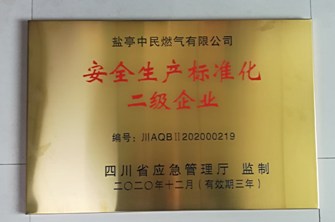 盐亭中民燃气有限公司
安全生产标准化
二级企业
编号：川AQBⅡ202000219
四川省应急管理厅 监制
二〇二〇年十二月（有效期三年）